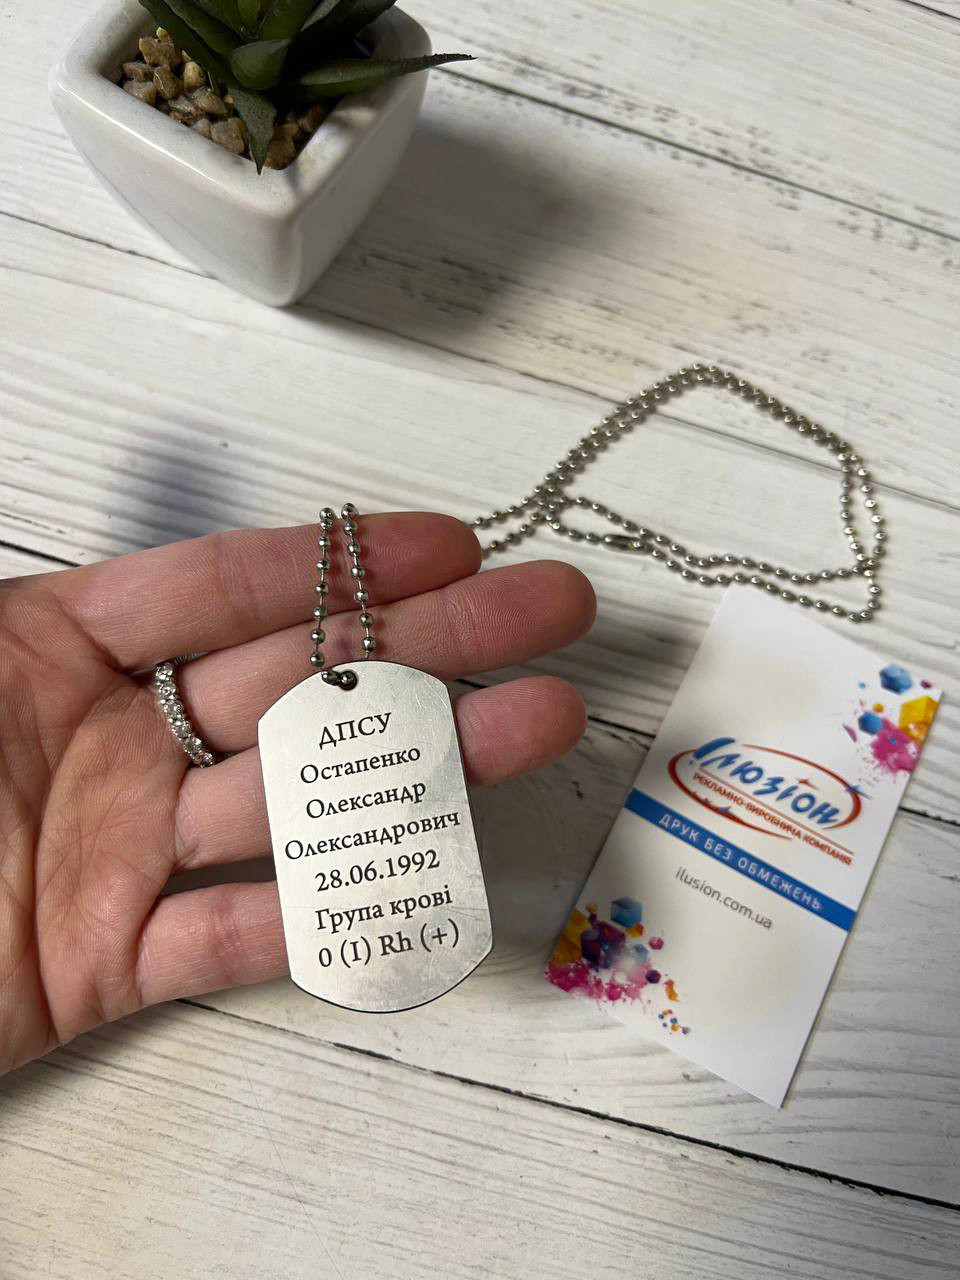 ДПСУ
Остапенко
Олександр
Олександрович
28.06.1992
Група крові
0 (I) Rh (+)
Ілюзіон
РЕКЛАМНО-ВИРОБНИЧА КОМПАНІЯ
ДРУК БЕЗ ОБМЕЖЕНЬ
ilusion.com.ua